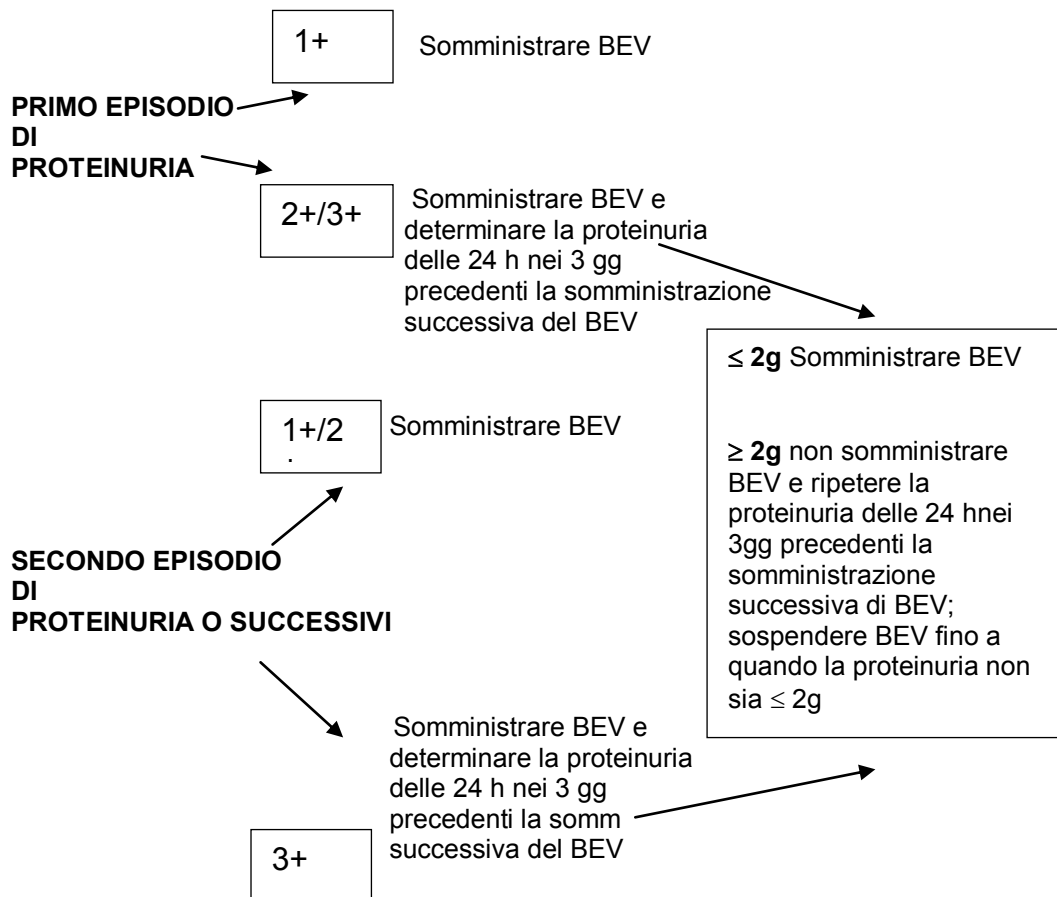 1+
Somministrare BEV
PRIMO EPISODIO
DI
PROTEINURIA
2+/3+
Somministrare BEV e
determinare la proteinuria
delle 24 h nei 3 gg
precedenti la somministrazione
successiva del BEV
≤ 2g Somministrare BEV
≥ 2g non somministrare
BEV e ripetere la
proteinuria delle 24 hnei
3gg precedenti la
somministrazione
successiva di BEV;
sospendere BEV fino a
quando la proteinuria non
sia ≤ 2g
1+/2
Somministrare BEV
SECONDO EPISODIO
DI
PROTEINURIA O SUCCESSIVI
Somministrare BEV e
determinare la proteinuria
delle 24 h nei 3 gg
precedenti la somm
successiva del BEV
3+